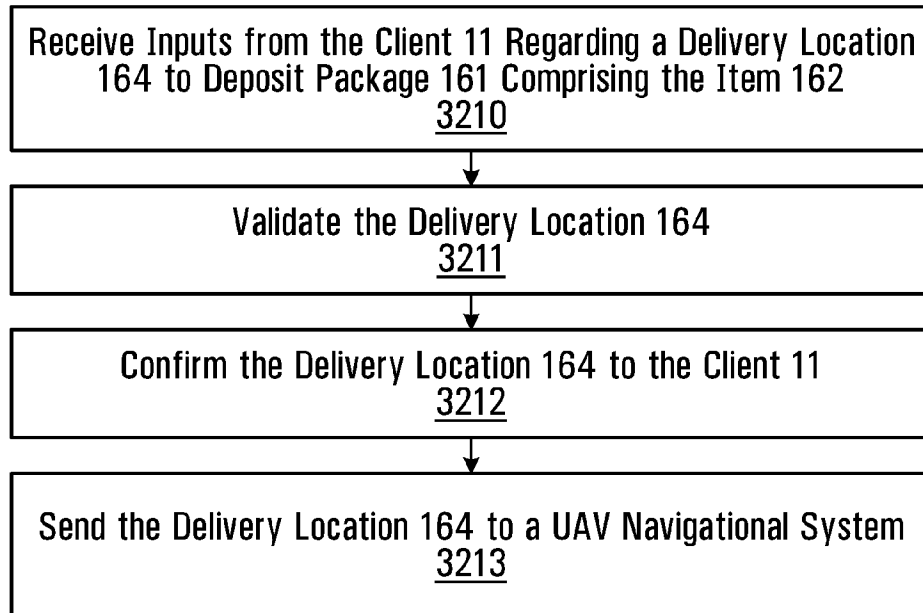 Receive Inputs from the Client 11 Regarding a Delivery Location
164 to Deposit Package 161 Comprising the Item 162
3210
Validate the Delivery Location 164
3211
Confirm the Delivery Location 164 to the Client 11
3212
Send the Delivery Location 164 to a UAV Navigational System
3213